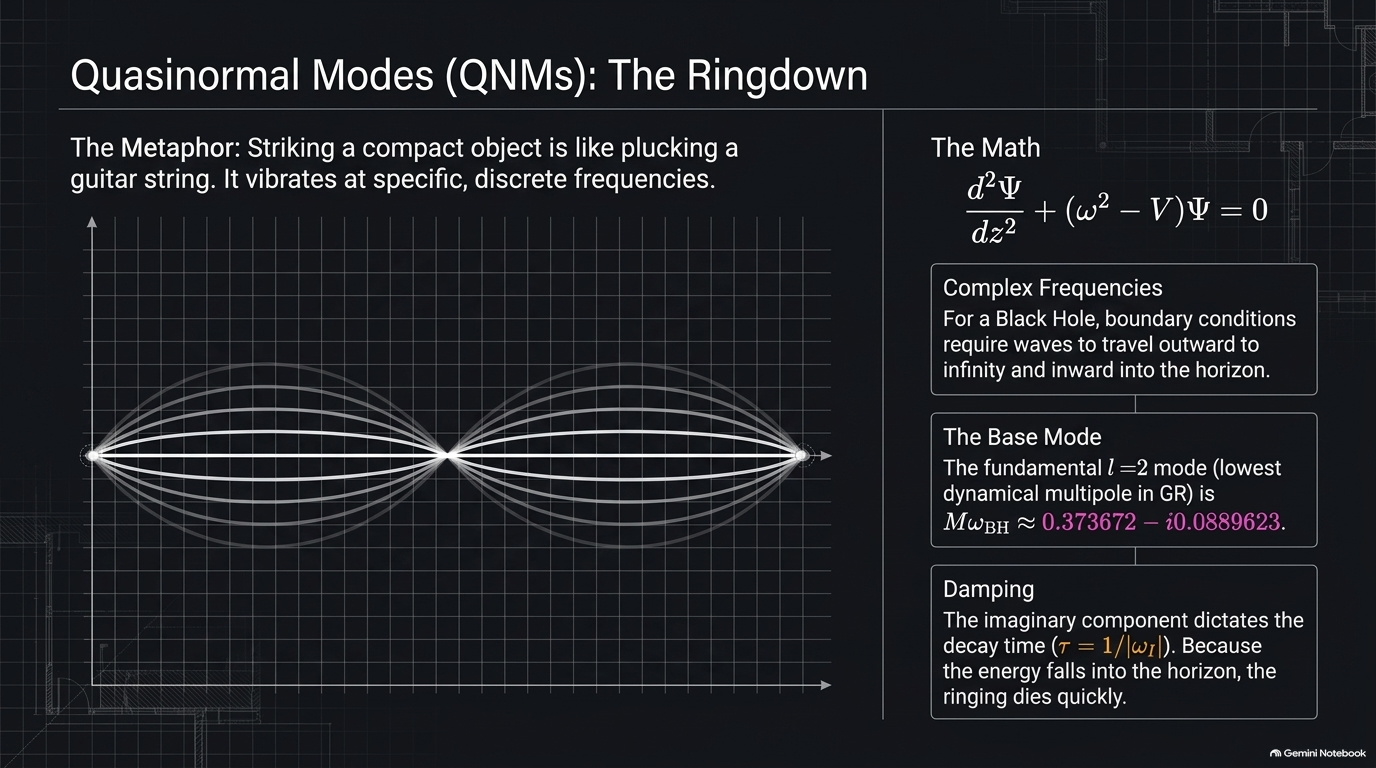 Quasinormal Modes (QNMs): The Ringdown
The Metaphor: Striking a compact object is like plucking a
guitar string. It vibrates at specific, discrete frequencies.
The Math
d²Ψ/dz² + (ω² − V)Ψ = 0
Complex Frequencies
For a Black Hole, boundary conditions
require waves to travel outward to
infinity and inward into the horizon.
The Base Mode
The fundamental l =2 mode (lowest
dynamical multipole in GR) is
Mω_BH ≈ 0.373672 − i0.0889623.
Damping
The imaginary component dictates the
decay time (τ = 1/|ω_I|). Because
the energy falls into the horizon, the
ringing dies quickly.
Gemini Notebook